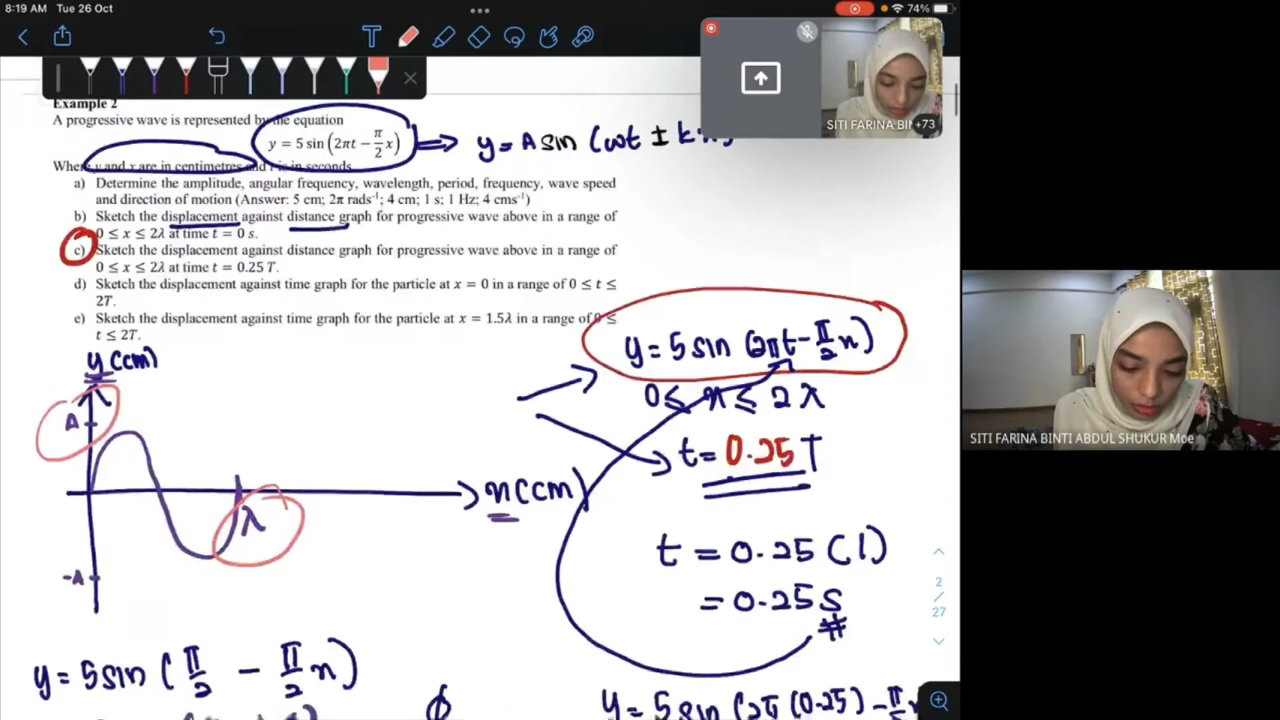 8:19 AM Tue 26 Oct
74%
Example 2
A progressive wave is represented by the equation
y = 5 sin (2πt − π/2 x) ⇒ y = A sin (ωt ± k
Where y and x are in centimetres and t is in seconds
a) Determine the amplitude, angular frequency, wavelength, period, frequency, wave speed
and direction of motion (Answer: 5 cm; 2π rads⁻¹; 4 cm; 1 s; 1 Hz; 4 cms⁻¹)
b) Sketch the displacement against distance graph for progressive wave above in a range of
0 ≤ x ≤ 2λ at time t = 0 s.
c) Sketch the displacement against distance graph for progressive wave above in a range of
0 ≤ x ≤ 2λ at time t = 0.25 T.
d) Sketch the displacement against time graph for the particle at x = 0 in a range of 0 ≤ t ≤
2T.
e) Sketch the displacement against time graph for the particle at x = 1.5λ in a range of 0 ≤
t ≤ 2T.
y = 5 sin (2πt − π/2 x)
0 ≤ x ≤ 2λ
t = 0.25 T
t = 0.25 (1)
= 0.25 s #
y (cm)
A
x (cm)
λ
-A
y = 5 sin (π/2 − π/2 x)
ϕ
y = 5 sin (2π (0.25) − π/
2
/
27
SITI FARINA BIN +73
SITI FARINA BINTI ABDUL SHUKUR Moe